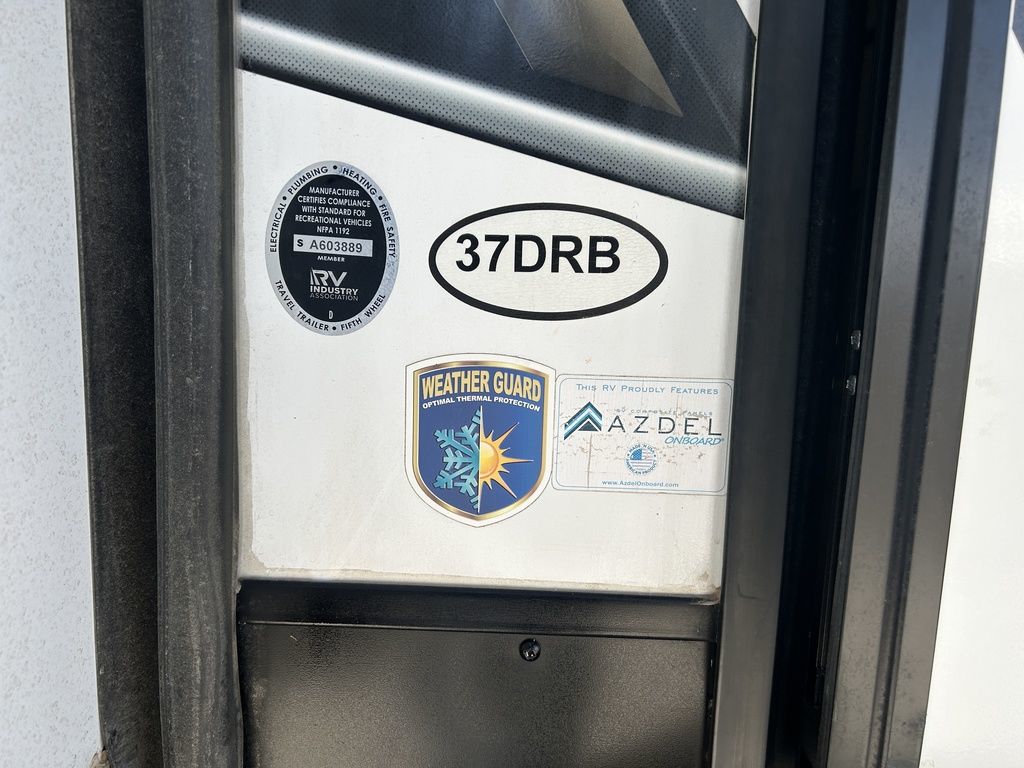 ELECTRICAL • PLUMBING • HEATING • FIRE SAFETY
MANUFACTURER
CERTIFIES COMPLIANCE
WITH STANDARD FOR
RECREATIONAL VEHICLES
NFPA 1192
S A603889
MEMBER
RV
INDUSTRY
ASSOCIATION
D
TRAVEL TRAILER • FIFTH WHEEL
37DRB
WEATHER GUARD
OPTIMAL THERMAL PROTECTION
THIS RV PROUDLY FEATURES
COMPOSITE PANELS
AZDEL
ONBOARD®
www.AzdelOnboard.com